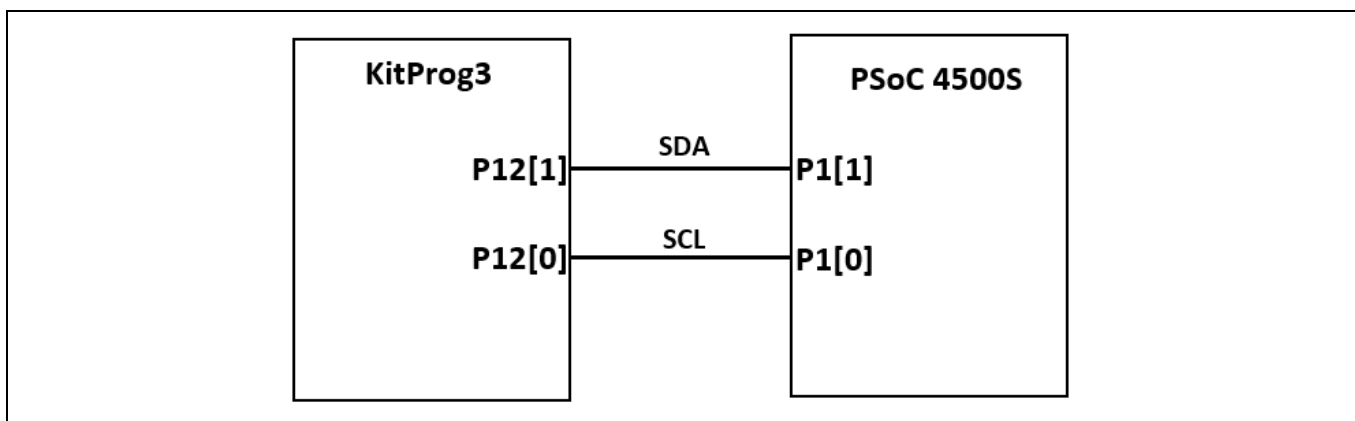 KitProg3
PSoC 4500S
SDA
P12[1]
P1[1]
SCL
P12[0]
P1[0]